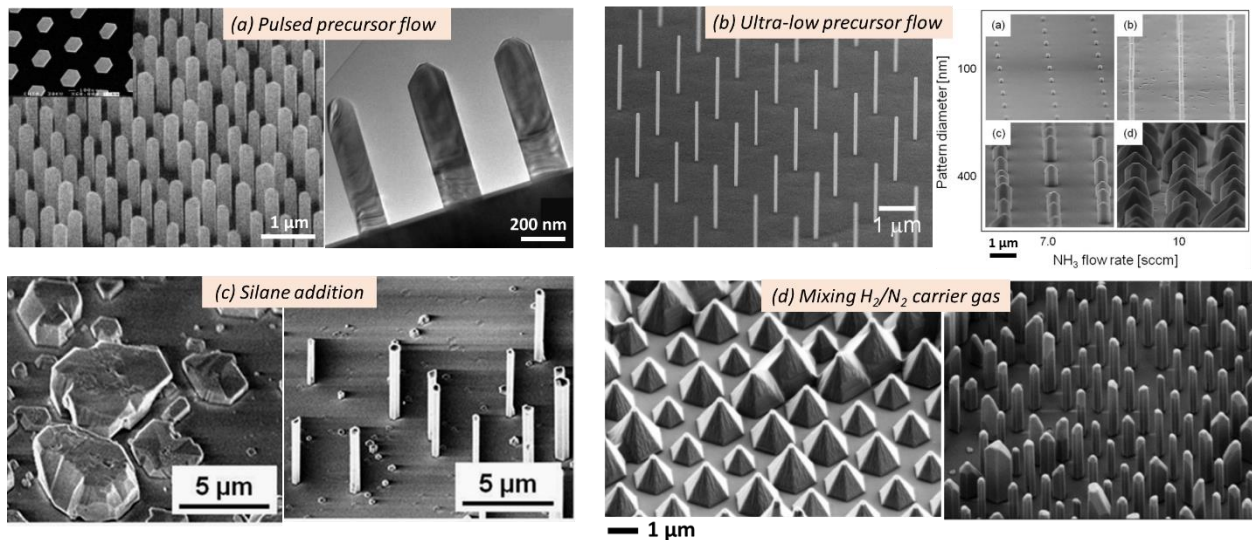 (a) Pulsed precursor flow
1 μm
200 nm
(b) Ultra-low precursor flow
1 μm
(a)
(b)
(c)
(d)
Pattern diameter [nm]
100
400
1 μm
7.0
10
NH₃ flow rate [sccm]
(c) Silane addition
5 μm
5 μm
(d) Mixing H₂/N₂ carrier gas
1 μm